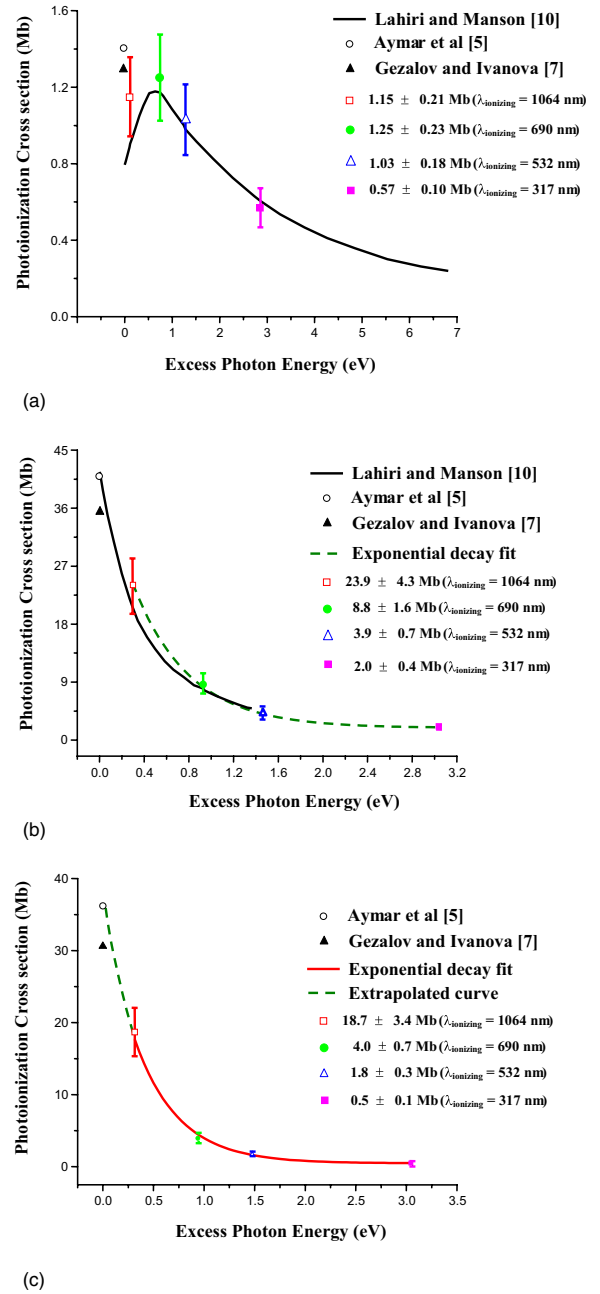 1.6
1.2
0.8
0.4
0.0
Photoionization Cross section (Mb)
Lahiri and Manson [10]
Aymar et al [5]
Gezalov and Ivanova [7]
1.15 ± 0.21 Mb (λionizing = 1064 nm)
1.25 ± 0.23 Mb (λionizing = 690 nm)
1.03 ± 0.18 Mb (λionizing = 532 nm)
0.57 ± 0.10 Mb (λionizing = 317 nm)
0 1 2 3 4 5 6 7
Excess Photon Energy (eV)
(a)
45
36
27
18
9
0
Photoionization Cross section (Mb)
Lahiri and Manson [10]
Aymar et al [5]
Gezalov and Ivanova [7]
Exponential decay fit
23.9 ± 4.3 Mb (λionizing = 1064 nm)
8.8 ± 1.6 Mb (λionizing = 690 nm)
3.9 ± 0.7 Mb (λionizing = 532 nm)
2.0 ± 0.4 Mb (λionizing = 317 nm)
0.0 0.4 0.8 1.2 1.6 2.0 2.4 2.8 3.2
Excess Photon Energy (eV)
(b)
40
30
20
10
0
Photoionization Cross section (Mb)
Aymar et al [5]
Gezalov and Ivanova [7]
Exponential decay fit
Extrapolated curve
18.7 ± 3.4 Mb (λionizing = 1064 nm)
4.0 ± 0.7 Mb (λionizing = 690 nm)
1.8 ± 0.3 Mb (λionizing = 532 nm)
0.5 ± 0.1 Mb (λionizing = 317 nm)
0.0 0.5 1.0 1.5 2.0 2.5 3.0 3.5
Excess Photon Energy (eV)
(c)